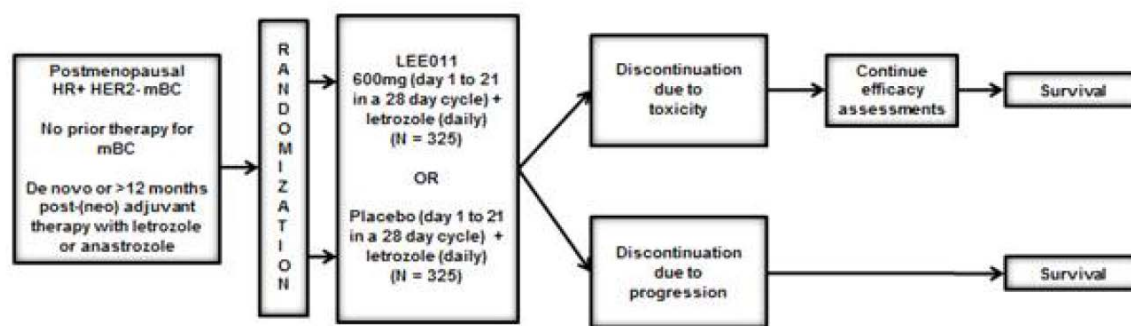 Postmenopausal
HR+ HER2- mBC
No prior therapy for
mBC
De novo or >12 months
post-(neo) adjuvant
therapy with letrozole
or anastrozole
R
A
N
D
O
M
I
Z
A
T
I
O
N
LEE011
600mg (day 1 to 21
in a 28 day cycle) +
letrozole (daily)
(N = 325)
OR
Placebo (day 1 to 21
in a 28 day cycle) +
letrozole (daily)
(N = 325)
Discontinuation
due to
toxicity
Continue
efficacy
assessments
Survival
Discontinuation
due to
progression
Survival